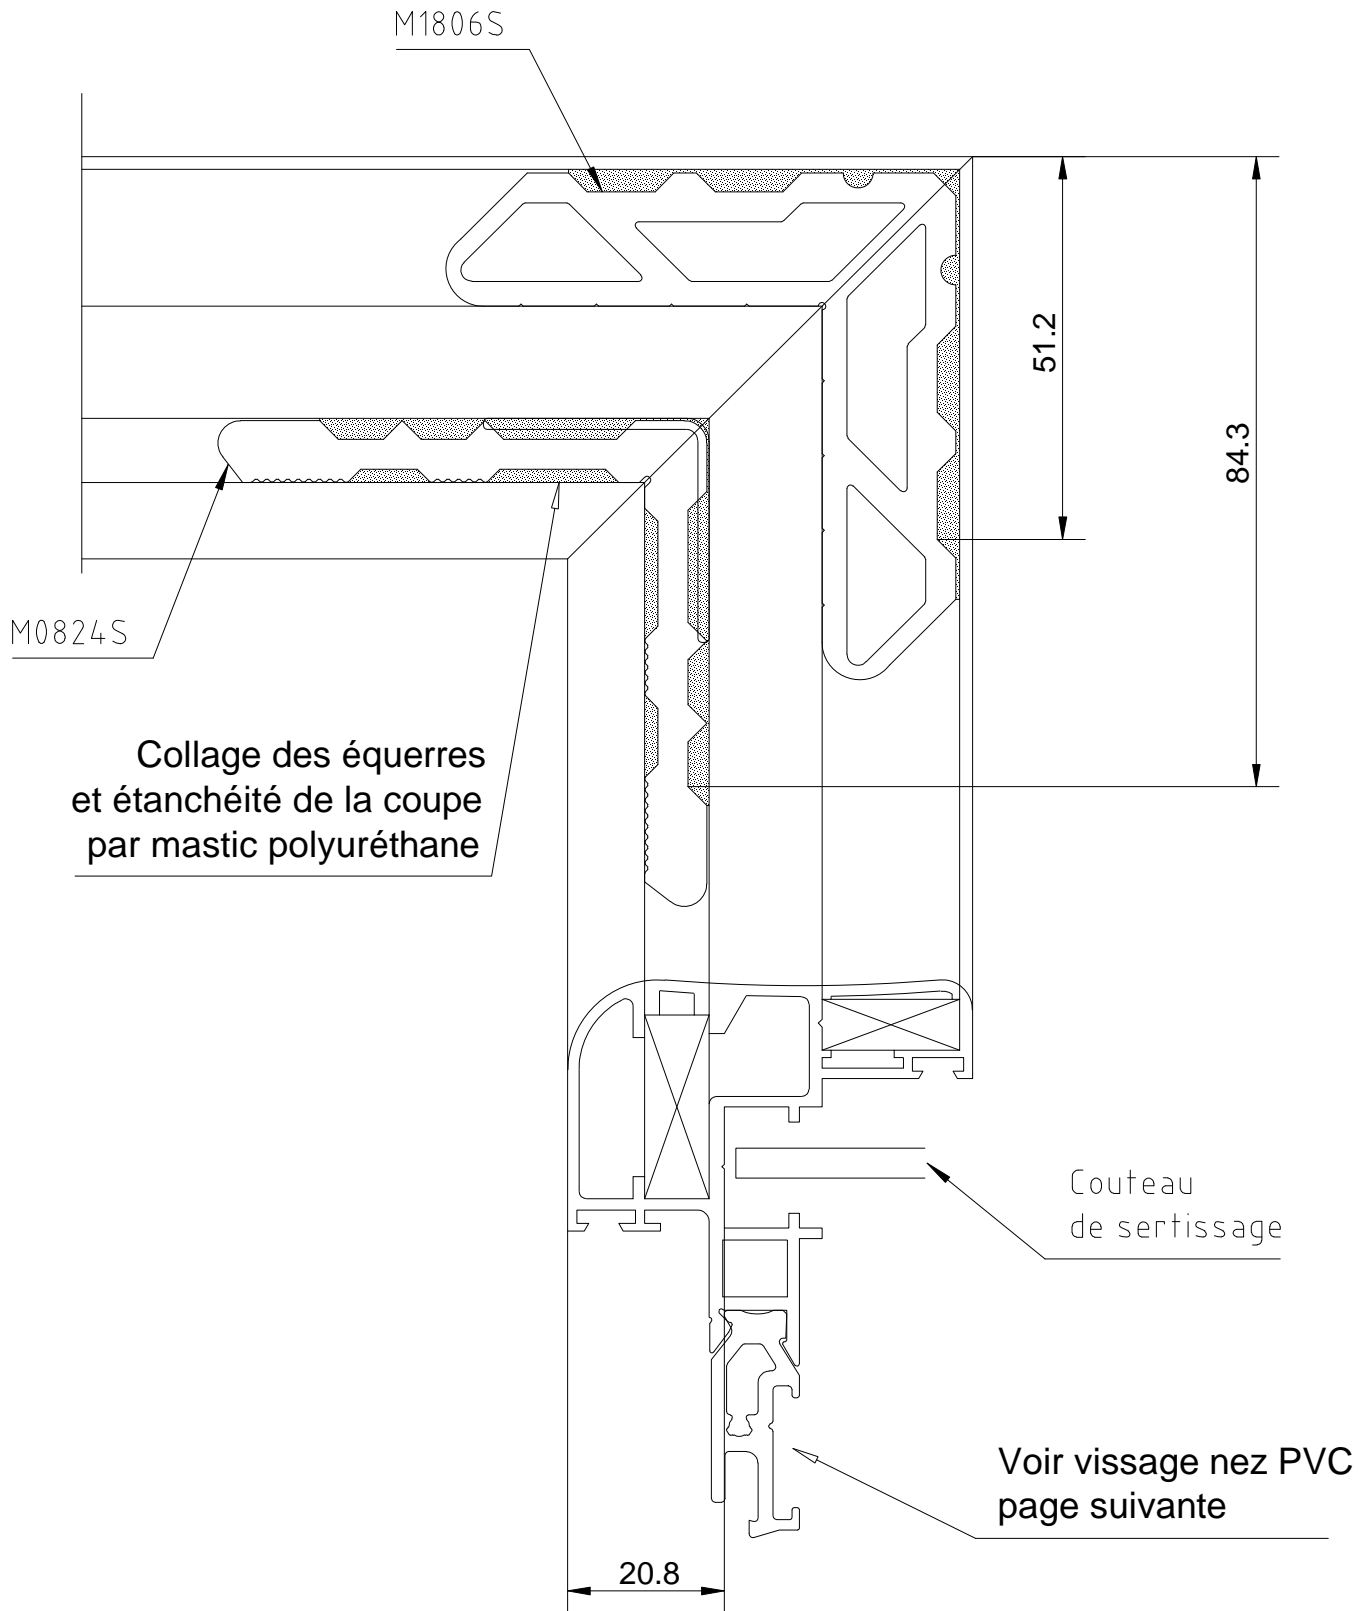 M1806S
51.2
84.3
M0824S
Collage des équerres
et étanchéité de la coupe
par mastic polyuréthane
Couteau
de sertissage
Voir vissage nez PVC
page suivante
20.8